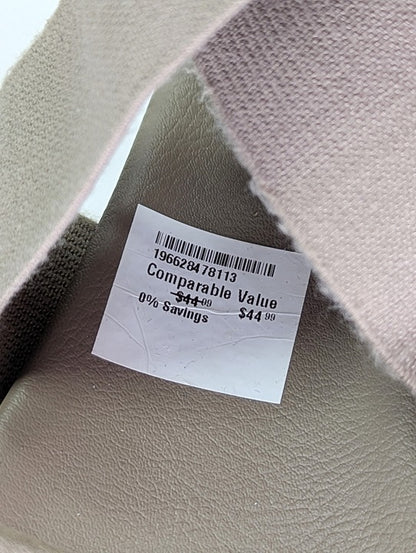 196628478113
Comparable Value
$44 99
0% Savings
$44 99